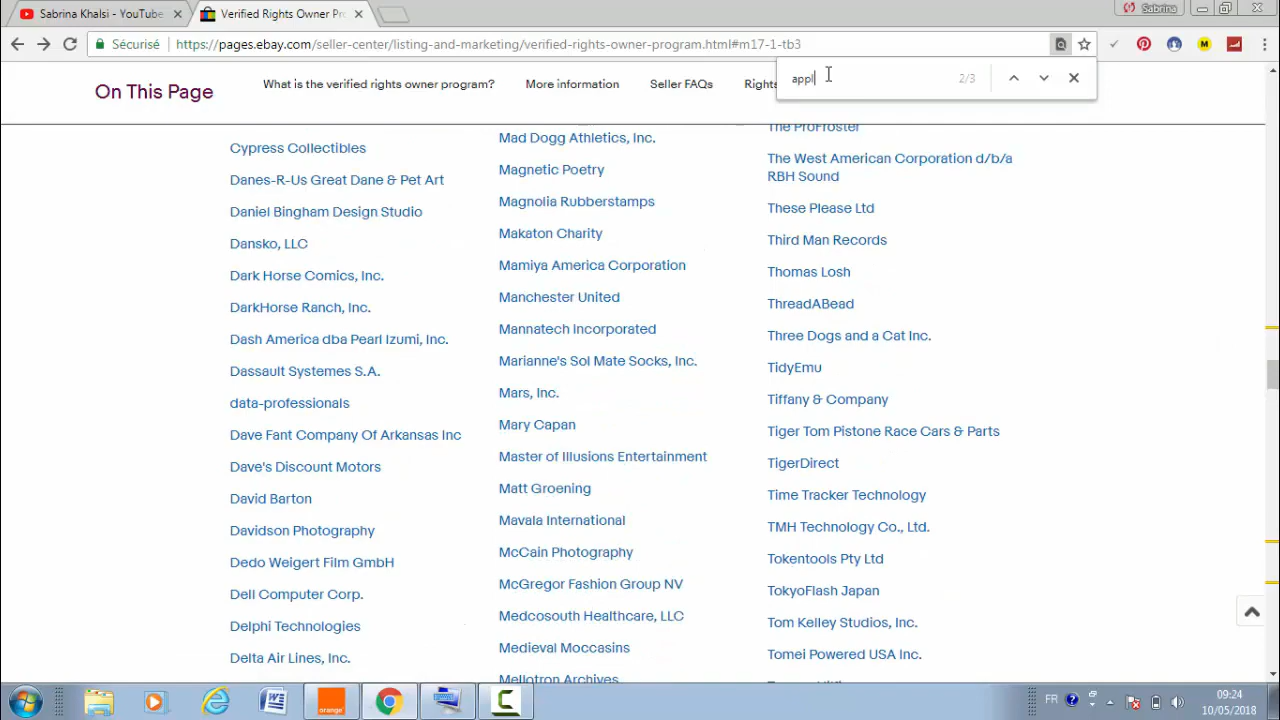 Sabrina Khalsi - YouTube
Verified Rights Owner Pr
Sabrina
Sécurisé
https://pages.ebay.com/seller-center/listing-and-marketing/verified-rights-owner-program.html#m17-1-tb3
appl
2/3
On This Page
What is the verified rights owner program?
More information
Seller FAQs
Rights
Cypress Collectibles
Danes-R-Us Great Dane & Pet Art
Daniel Bingham Design Studio
Dansko, LLC
Dark Horse Comics, Inc.
DarkHorse Ranch, Inc.
Dash America dba Pearl Izumi, Inc.
Dassault Systemes S.A.
data-professionals
Dave Fant Company Of Arkansas Inc
Dave's Discount Motors
David Barton
Davidson Photography
Dedo Weigert Film GmbH
Dell Computer Corp.
Delphi Technologies
Delta Air Lines, Inc.
Mad Dogg Athletics, Inc.
Magnetic Poetry
Magnolia Rubberstamps
Makaton Charity
Mamiya America Corporation
Manchester United
Mannatech Incorporated
Marianne's Sol Mate Socks, Inc.
Mars, Inc.
Mary Capan
Master of Illusions Entertainment
Matt Groening
Mavala International
McCain Photography
McGregor Fashion Group NV
Medcosouth Healthcare, LLC
Medieval Moccasins
Mellotron Archives
The ProFroster
The West American Corporation d/b/a
RBH Sound
These Please Ltd
Third Man Records
Thomas Losh
ThreadABead
Three Dogs and a Cat Inc.
TidyEmu
Tiffany & Company
Tiger Tom Pistone Race Cars & Parts
TigerDirect
Time Tracker Technology
TMH Technology Co., Ltd.
Tokentools Pty Ltd
TokyoFlash Japan
Tom Kelley Studios, Inc.
Tomei Powered USA Inc.
orange
FR
09:24
10/05/2018